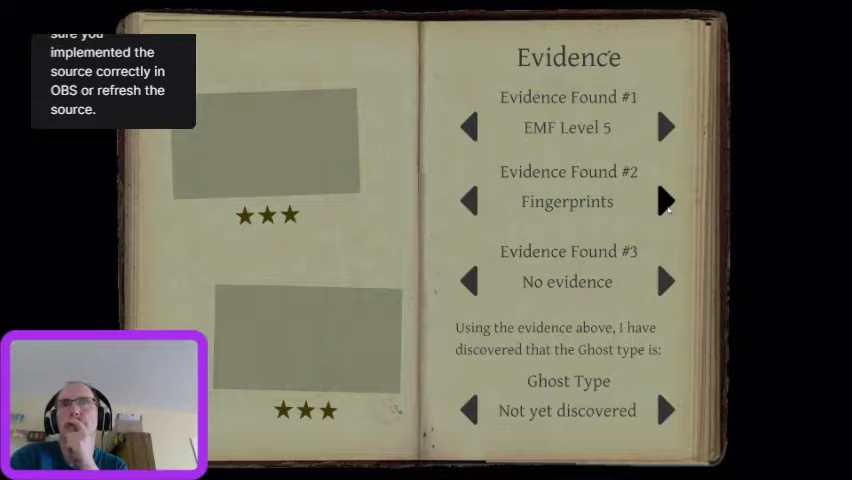 sure you
implemented the
source correctly in
OBS or refresh the
source.
Evidence
Evidence Found #1
EMF Level 5
Evidence Found #2
Fingerprints
Evidence Found #3
No evidence
Using the evidence above, I have
discovered that the Ghost type is:
Ghost Type
Not yet discovered